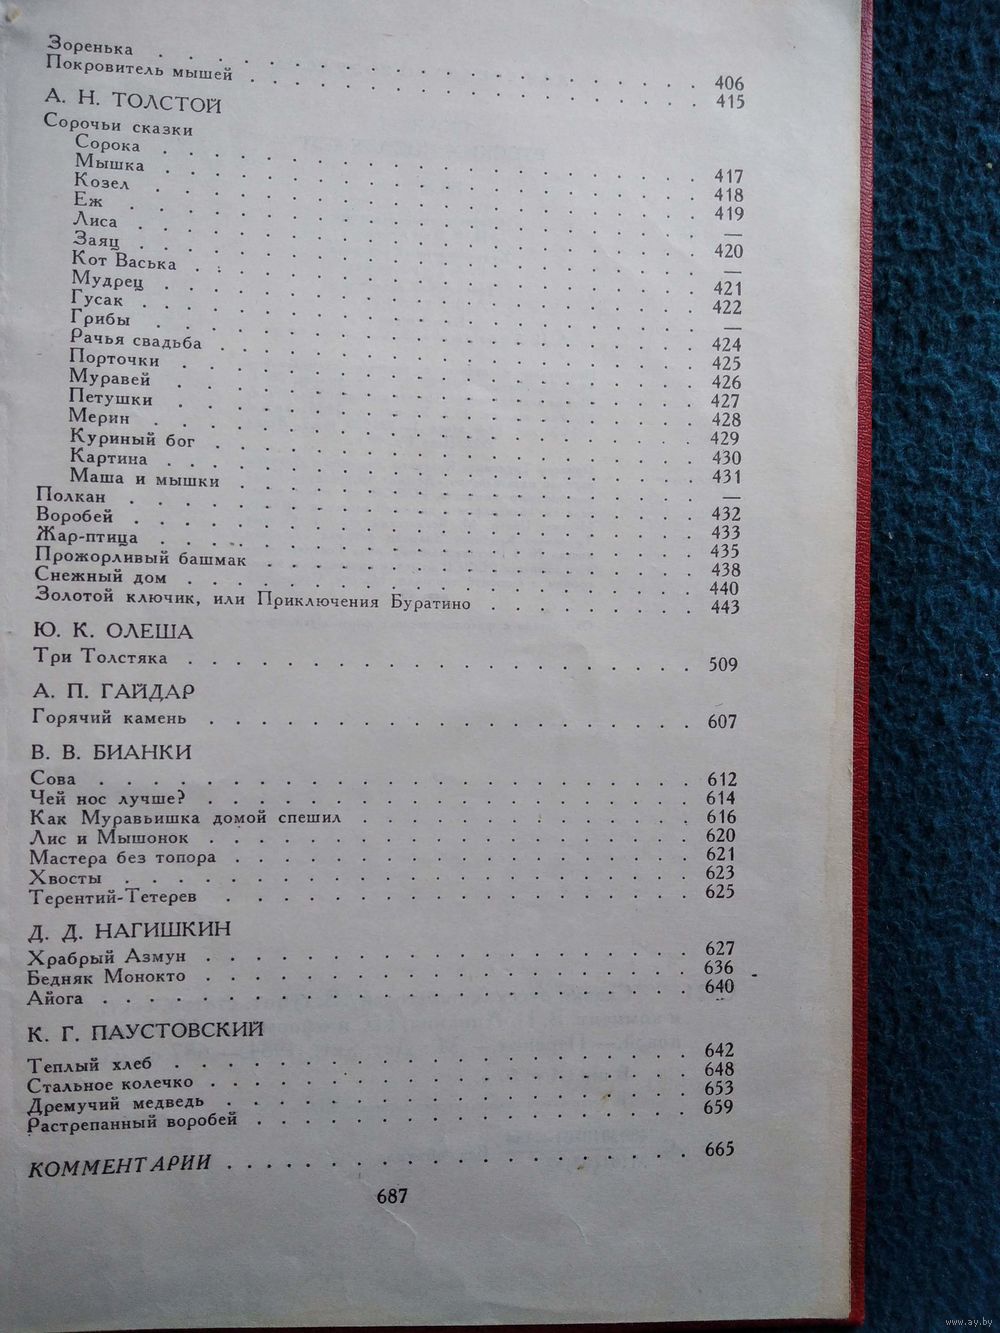 Зоренька . . . . . . . . . . . . . . . . . . . . 406
Покровитель мышей . . . . . . . . . . . . . . . . 415
А. Н. ТОЛСТОЙ
Сорочьи сказки
Сорока . . . . . . . . . . . . . . . . . . . . 417
Мышка . . . . . . . . . . . . . . . . . . . . 418
Козел . . . . . . . . . . . . . . . . . . . . 419
Еж . . . . . . . . . . . . . . . . . . . . —
Лиса . . . . . . . . . . . . . . . . . . . . 420
Заяц . . . . . . . . . . . . . . . . . . . . —
Кот Васька . . . . . . . . . . . . . . . . . . 421
Мудрец . . . . . . . . . . . . . . . . . . . . 422
Гусак . . . . . . . . . . . . . . . . . . . . —
Грибы . . . . . . . . . . . . . . . . . . . . 424
Рачья свадьба . . . . . . . . . . . . . . . . . . 425
Порточки . . . . . . . . . . . . . . . . . . . 426
Муравей . . . . . . . . . . . . . . . . . . . 427
Петушки . . . . . . . . . . . . . . . . . . . 428
Мерин . . . . . . . . . . . . . . . . . . . . 429
Куриный бог . . . . . . . . . . . . . . . . . . 430
Картина . . . . . . . . . . . . . . . . . . . 431
Маша и мышки . . . . . . . . . . . . . . . . . —
Полкан . . . . . . . . . . . . . . . . . . . . 432
Воробей . . . . . . . . . . . . . . . . . . . . 433
Жар-птица . . . . . . . . . . . . . . . . . . . 435
Прожорливый башмак . . . . . . . . . . . . . . . 438
Снежный дом . . . . . . . . . . . . . . . . . . 440
Золотой ключик, или Приключения Буратино . . . . . . . . 443
Ю. К. ОЛЕША
Три Толстяка . . . . . . . . . . . . . . . . . . . 509
А. П. ГАЙДАР
Горячий камень . . . . . . . . . . . . . . . . . . 607
В. В. БИАНКИ
Сова . . . . . . . . . . . . . . . . . . . . . . 612
Чей нос лучше? . . . . . . . . . . . . . . . . . . 614
Как Муравьишка домой спешил . . . . . . . . . . . . 616
Лис и Мышонок . . . . . . . . . . . . . . . . . . 620
Мастера без топора . . . . . . . . . . . . . . . . . 621
Хвосты . . . . . . . . . . . . . . . . . . . . . 623
Терентий-Тетерев . . . . . . . . . . . . . . . . . 625
Д. Д. НАГИШКИН
Храбрый Азмун . . . . . . . . . . . . . . . . . . 627
Бедняк Монокто . . . . . . . . . . . . . . . . . . 636
Айога . . . . . . . . . . . . . . . . . . . . . . 640
К. Г. ПАУСТОВСКИЙ
Теплый хлеб . . . . . . . . . . . . . . . . . . . 642
Стальное колечко . . . . . . . . . . . . . . . . . 648
Дремучий медведь . . . . . . . . . . . . . . . . . 653
Растрепанный воробей . . . . . . . . . . . . . . . . 659
КОММЕНТАРИИ . . . . . . . . . . . . . . . . . . 665
687
www.ay.by